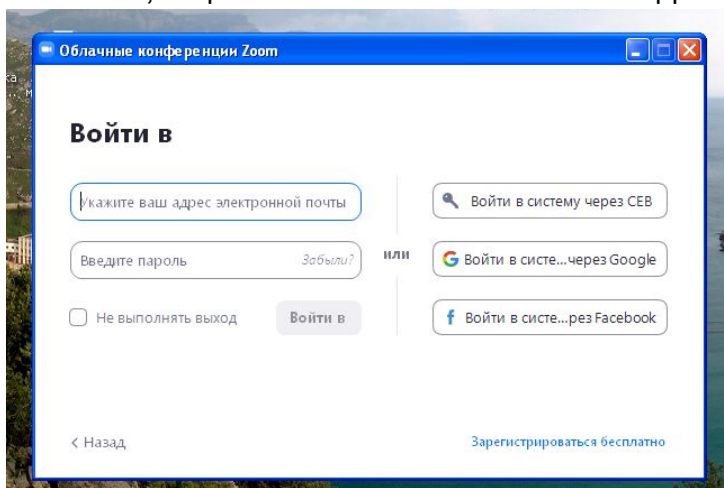 Облачные конференции Zoom
Войти в
Укажите ваш адрес электронной почты
Введите пароль
Забыли?
или
Не выполнять выход
Войти в
Войти в систему через СЕВ
Войти в систе...через Google
Войти в систе...рез Facebook
< Назад
Зарегистрироваться бесплатно